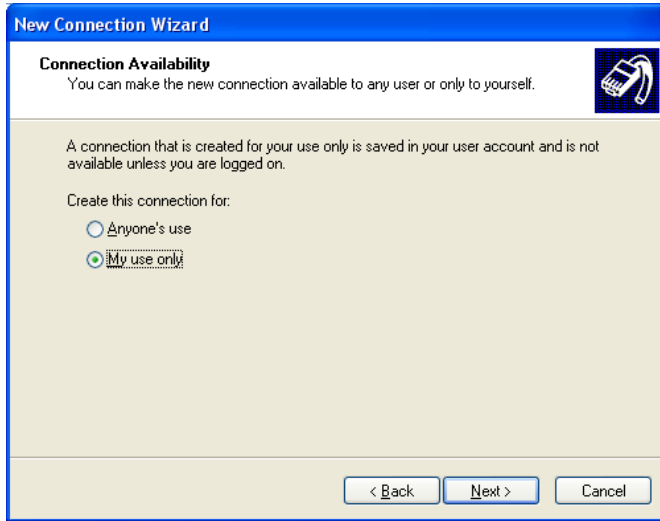 New Connection Wizard
Connection Availability
You can make the new connection available to any user or only to yourself.
A connection that is created for your use only is saved in your user account and is not
available unless you are logged on.
Create this connection for:
Anyone's use
My use only
< Back Next > Cancel